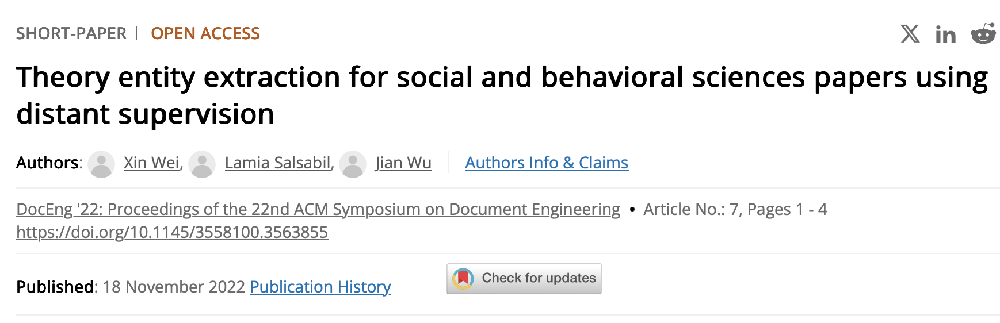 SHORT-PAPER | OPEN ACCESS
Theory entity extraction for social and behavioral sciences papers using
distant supervision
Authors: Xin Wei, Lamia Salsabil, Jian Wu Authors Info & Claims
DocEng '22: Proceedings of the 22nd ACM Symposium on Document Engineering • Article No.: 7, Pages 1 - 4
https://doi.org/10.1145/3558100.3563855
Published: 18 November 2022 Publication History Check for updates